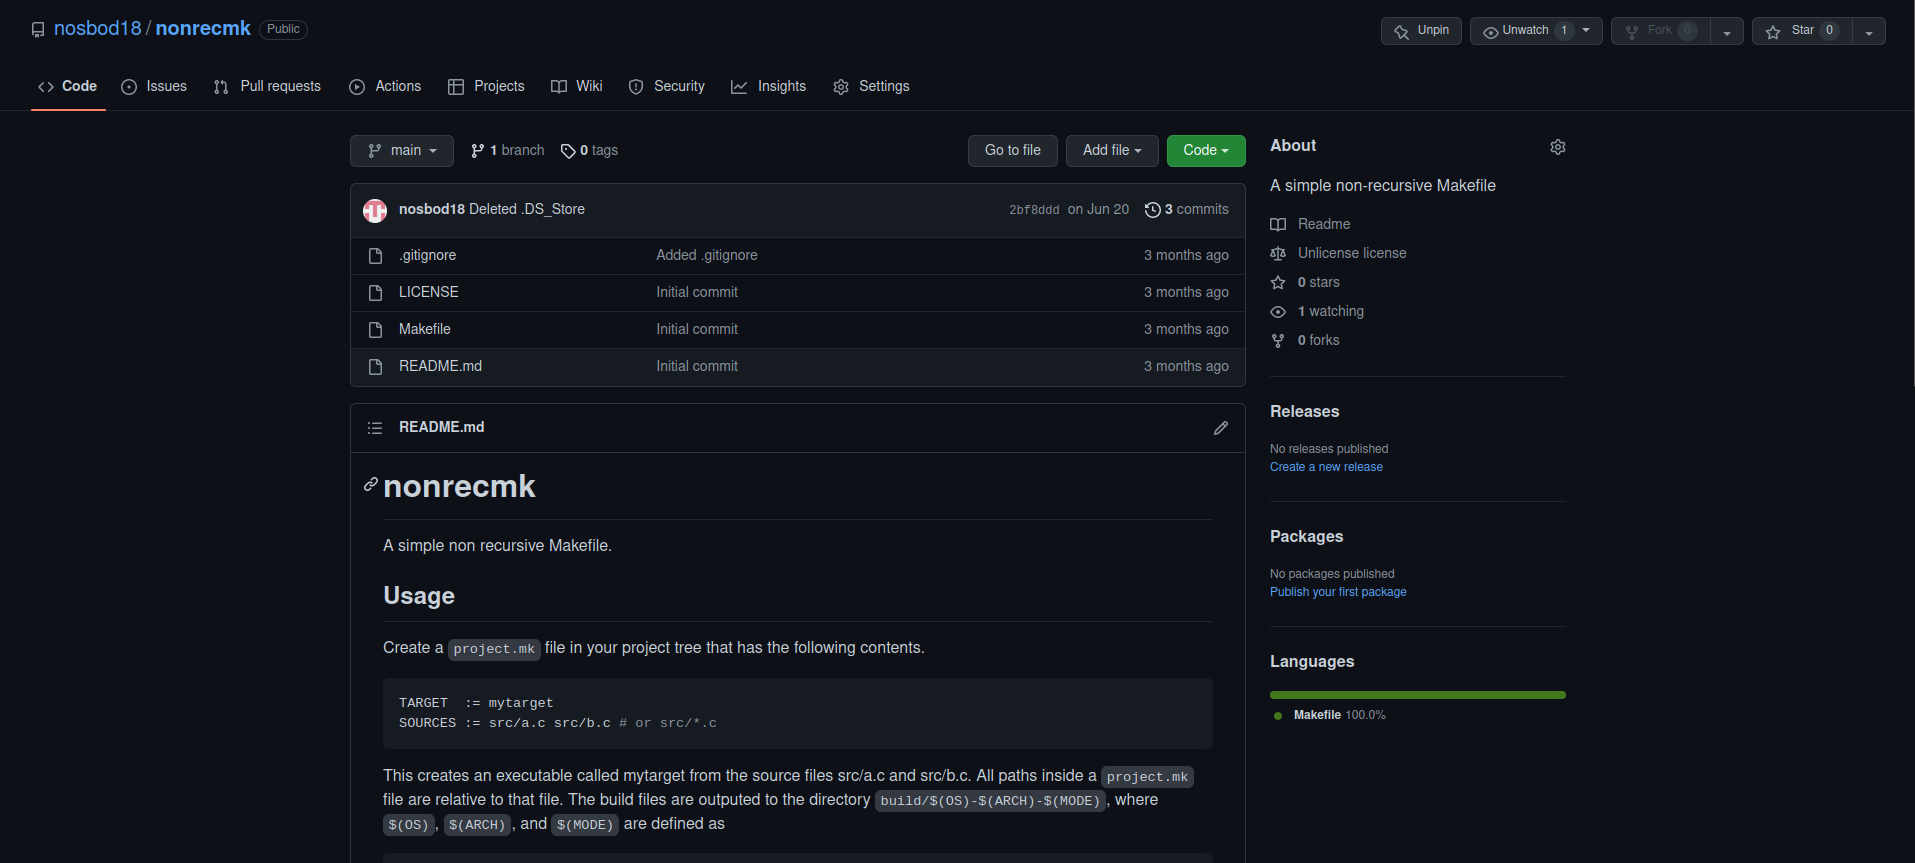 nosbod18 / nonrecmk Public
Unpin Unwatch 1 Fork 0 Star 0
Code Issues Pull requests Actions Projects Wiki Security Insights Settings
main 1 branch 0 tags Go to file Add file Code
nosbod18 Deleted .DS_Store 2bf8ddd on Jun 20 3 commits
.gitignore Added .gitignore 3 months ago
LICENSE Initial commit 3 months ago
Makefile Initial commit 3 months ago
README.md Initial commit 3 months ago
README.md
nonrecmk
A simple non recursive Makefile.
Usage
Create a project.mk file in your project tree that has the following contents.
TARGET := mytarget
SOURCES := src/a.c src/b.c # or src/*.c
This creates an executable called mytarget from the source files src/a.c and src/b.c. All paths inside a project.mk
file are relative to that file. The build files are outputed to the directory build/$(OS)-$(ARCH)-$(MODE), where
$(OS), $(ARCH), and $(MODE) are defined as
About
A simple non-recursive Makefile
Readme
Unlicense license
0 stars
1 watching
0 forks
Releases
No releases published
Create a new release
Packages
No packages published
Publish your first package
Languages
Makefile 100.0%